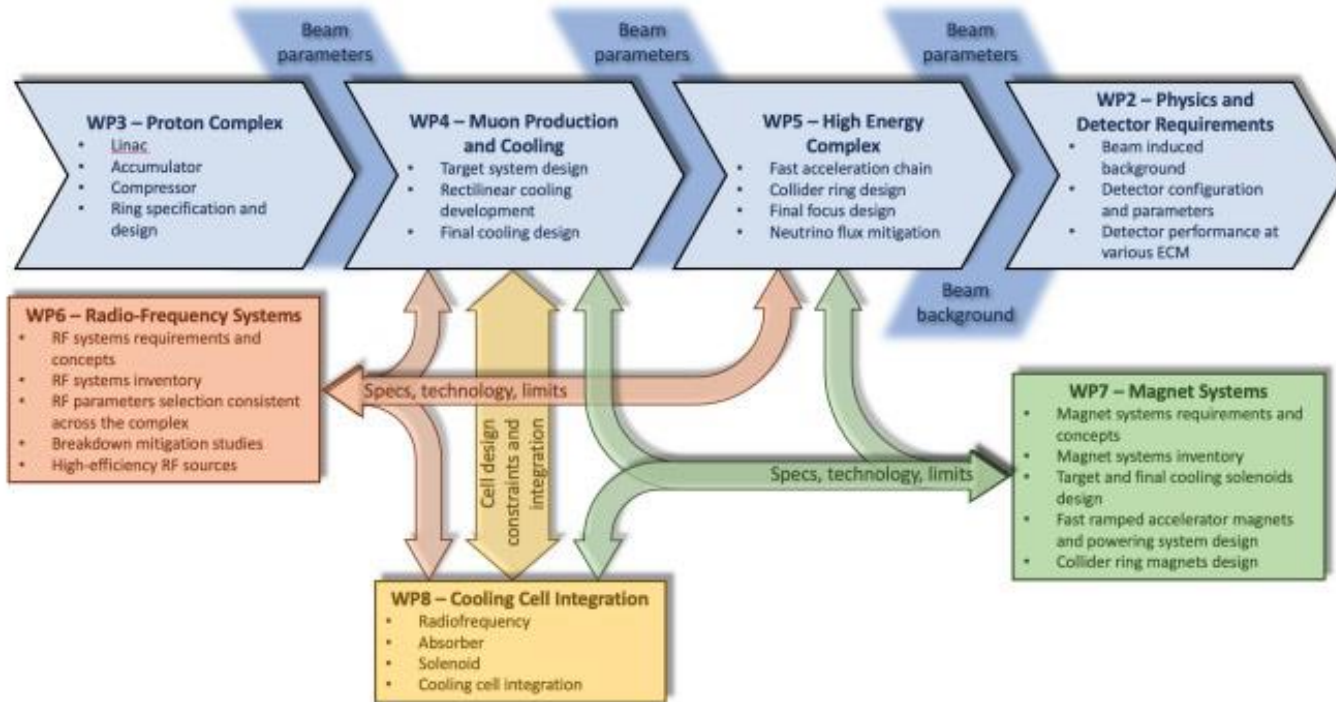 Beam
parameters
Beam
parameters
Beam
parameters
WP3 – Proton Complex
• Linac
• Accumulator
• Compressor
• Ring specification and
design
WP4 – Muon Production
and Cooling
• Target system design
• Rectilinear cooling
development
• Final cooling design
WP5 – High Energy
Complex
• Fast acceleration chain
• Collider ring design
• Final focus design
• Neutrino flux mitigation
WP2 – Physics and
Detector Requirements
• Beam induced
background
• Detector configuration
and parameters
• Detector performance at
various ECM
Beam
background
WP6 – Radio-Frequency Systems
• RF systems requirements and
concepts
• RF systems inventory
• RF parameters selection consistent
across the complex
• Breakdown mitigation studies
• High-efficiency RF sources
Specs, technology, limits
Cell design
constraints and
integration
Specs, technology, limits
WP7 – Magnet Systems
• Magnet systems requirements and
concepts
• Magnet systems inventory
• Target and final cooling solenoids
design
• Fast ramped accelerator magnets
and powering system design
• Collider ring magnets design
WP8 – Cooling Cell Integration
• Radiofrequency
• Absorber
• Solenoid
• Cooling cell integration